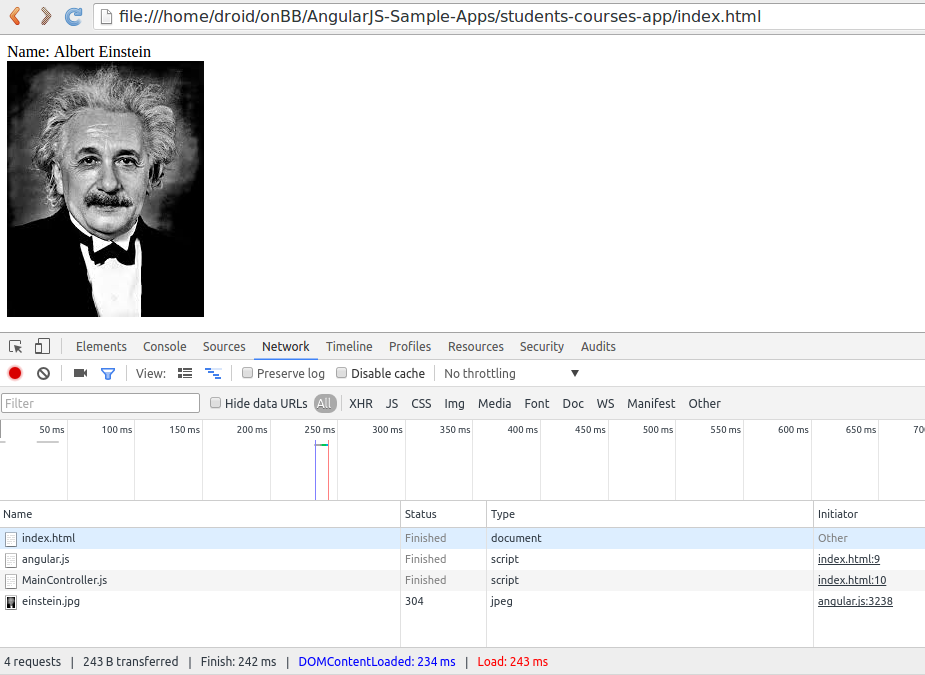 file:///home/droid/onBB/AngularJS-Sample-Apps/students-courses-app/index.html
Name: Albert Einstein
Elements Console Sources Network Timeline Profiles Resources Security Audits
View: Preserve log Disable cache No throttling ▼
Filter Hide data URLs All XHR JS CSS Img Media Font Doc WS Manifest Other
50 ms 100 ms 150 ms 200 ms 250 ms 300 ms 350 ms 400 ms 450 ms 500 ms 550 ms 600 ms 650 ms 700
Name Status Type Initiator
index.html Finished document Other
angular.js Finished script index.html:9
MainController.js Finished script index.html:10
einstein.jpg 304 jpeg angular.js:3238
4 requests | 243 B transferred | Finish: 242 ms | DOMContentLoaded: 234 ms | Load: 243 ms